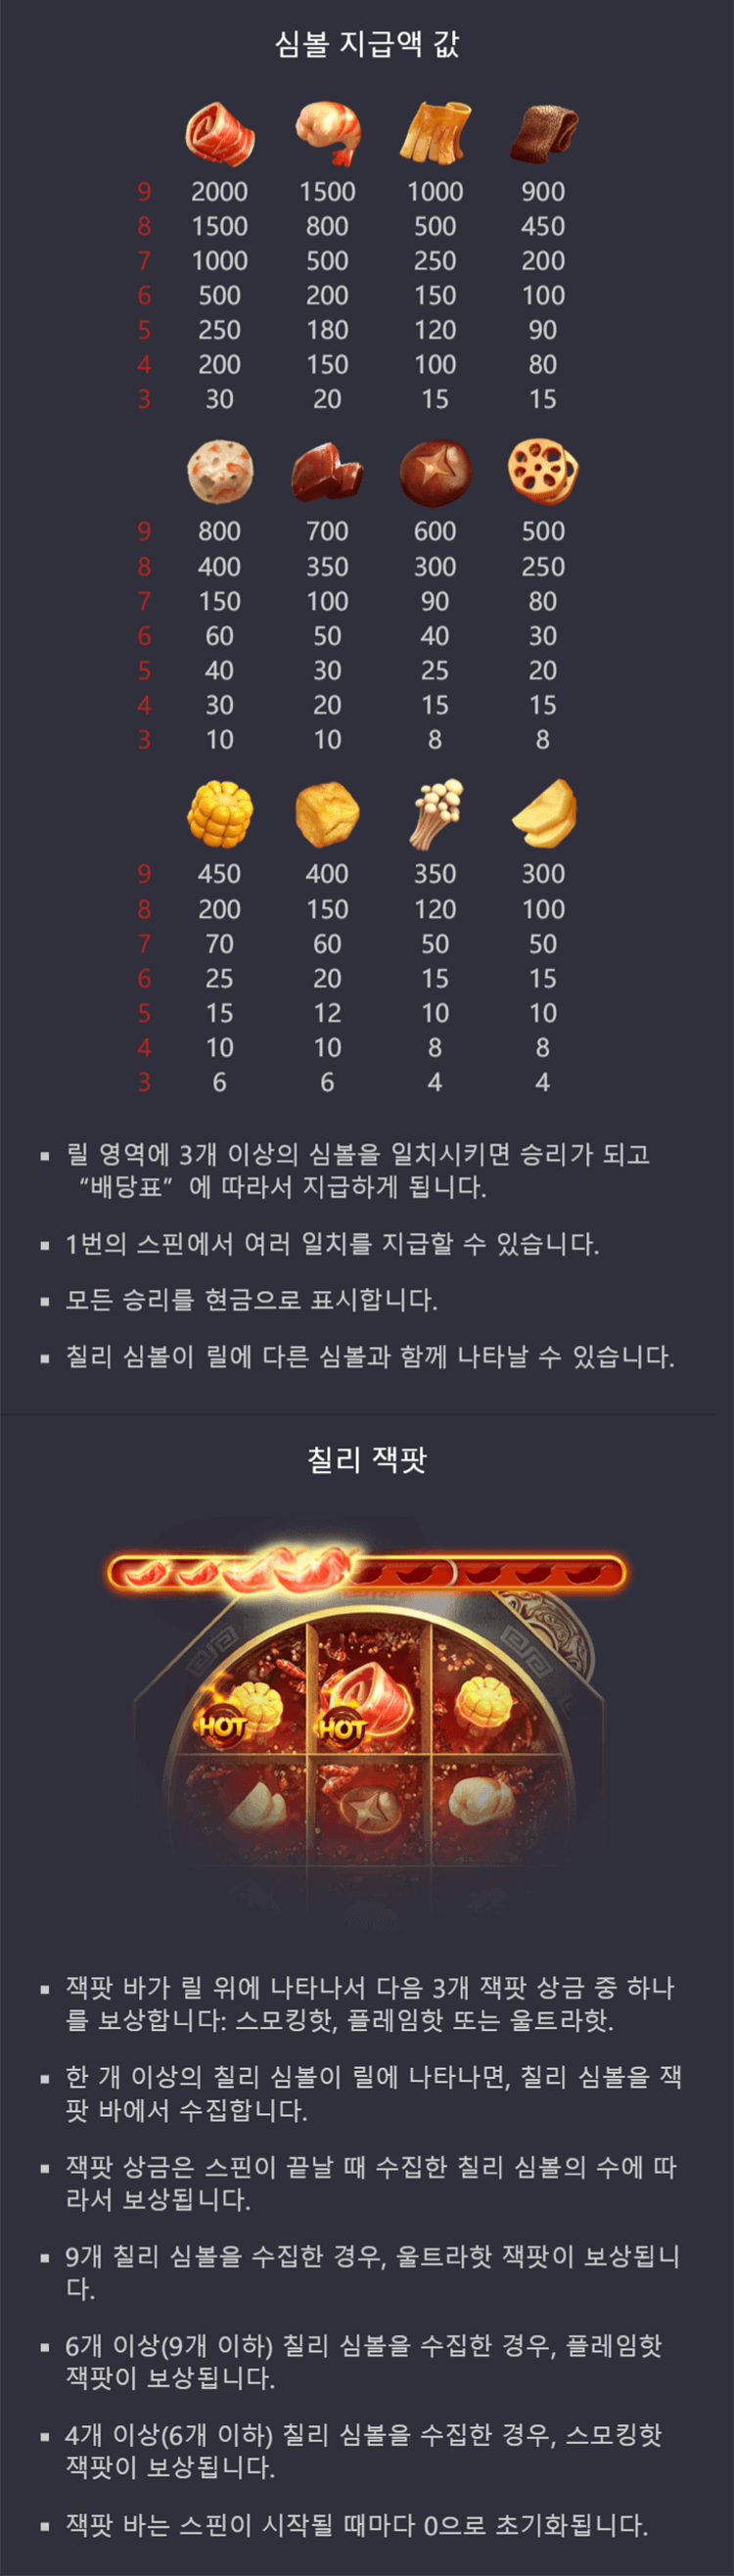 심볼 지급액 값
9 2000 1500 1000 900
8 1500 800 500 450
7 1000 500 250 200
6 500 200 150 100
5 250 180 120 90
4 200 150 100 80
3 30 20 15 15
9 800 700 600 500
8 400 350 300 250
7 150 100 90 80
6 60 50 40 30
5 40 30 25 20
4 30 20 15 15
3 10 10 8 8
9 450 400 350 300
8 200 150 120 100
7 70 60 50 50
6 25 20 15 15
5 15 12 10 10
4 10 10 8 8
3 6 6 4 4
▪ 릴 영역에 3개 이상의 심볼을 일치시키면 승리가 되고
“배당표” 에 따라서 지급하게 됩니다.
▪ 1번의 스핀에서 여러 일치를 지급할 수 있습니다.
▪ 모든 승리를 현금으로 표시합니다.
▪ 칠리 심볼이 릴에 다른 심볼과 함께 나타날 수 있습니다.
칠리 잭팟
HOT HOT
▪ 잭팟 바가 릴 위에 나타나서 다음 3개 잭팟 상금 중 하나
를 보상합니다: 스모킹핫, 플레임핫 또는 울트라핫.
▪ 한 개 이상의 칠리 심볼이 릴에 나타나면, 칠리 심볼을 잭
팟 바에서 수집합니다.
▪ 잭팟 상금은 스핀이 끝날 때 수집한 칠리 심볼의 수에 따
라서 보상됩니다.
▪ 9개 칠리 심볼을 수집한 경우, 울트라핫 잭팟이 보상됩니
다.
▪ 6개 이상(9개 이하) 칠리 심볼을 수집한 경우, 플레임핫
잭팟이 보상됩니다.
▪ 4개 이상(6개 이하) 칠리 심볼을 수집한 경우, 스모킹핫
잭팟이 보상됩니다.
▪ 잭팟 바는 스핀이 시작될 때마다 0으로 초기화됩니다.